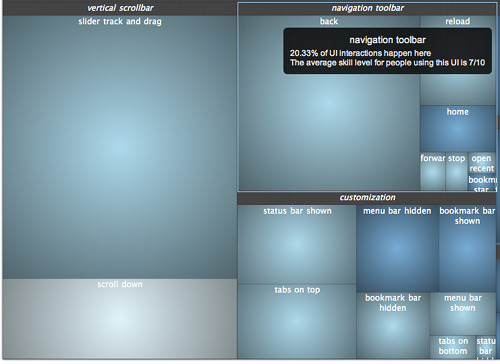 vertical scrollbar
slider track and drag
scroll down
navigation toolbar
back
reload
navigation toolbar
20.33% of UI interactions happen here
The average skill level for people using this UI is 7/10
home
forwar
stop
open
recent
bookm
star
customization
status bar shown
menu bar hidden
bookmark bar
shown
tabs on top
bookmark bar
hidden
menu bar
shown
tabs on
bottom
statu
bar